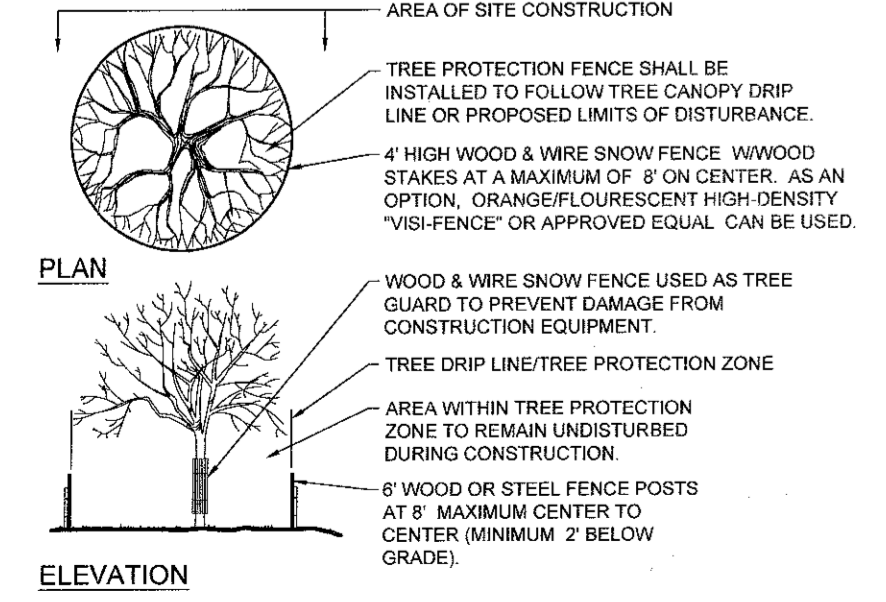 AREA OF SITE CONSTRUCTION
TREE PROTECTION FENCE SHALL BE
INSTALLED TO FOLLOW TREE CANOPY DRIP
LINE OR PROPOSED LIMITS OF DISTURBANCE.
4' HIGH WOOD & WIRE SNOW FENCE W/WOOD
STAKES AT A MAXIMUM OF 8' ON CENTER. AS AN
OPTION, ORANGE/FLOURESCENT HIGH-DENSITY
"VISI-FENCE" OR APPROVED EQUAL CAN BE USED.
PLAN
WOOD & WIRE SNOW FENCE USED AS TREE
GUARD TO PREVENT DAMAGE FROM
CONSTRUCTION EQUIPMENT.
TREE DRIP LINE/TREE PROTECTION ZONE
AREA WITHIN TREE PROTECTION
ZONE TO REMAIN UNDISTURBED
DURING CONSTRUCTION.
6' WOOD OR STEEL FENCE POSTS
AT 8' MAXIMUM CENTER TO
CENTER (MINIMUM 2' BELOW
GRADE).
ELEVATION